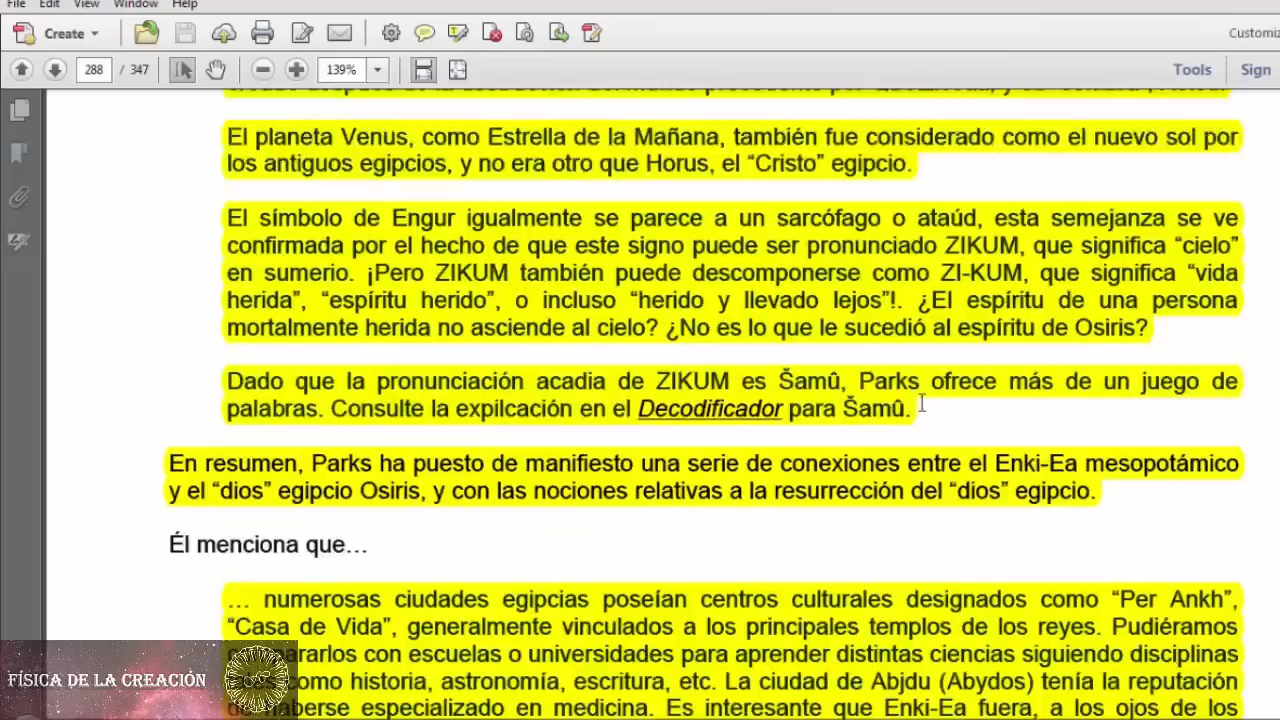 File Edit View Window Help
Create Customiz
288 / 347 139% Tools Sign
El planeta Venus, como Estrella de la Mañana, también fue considerado como el nuevo sol por
los antiguos egipcios, y no era otro que Horus, el “Cristo” egipcio.
El símbolo de Engur igualmente se parece a un sarcófago o ataúd, esta semejanza se ve
confirmada por el hecho de que este signo puede ser pronunciado ZIKUM, que significa “cielo”
en sumerio. ¡Pero ZIKUM también puede descomponerse como ZI-KUM, que significa “vida
herida”, “espíritu herido”, o incluso “herido y llevado lejos”!. ¿El espíritu de una persona
mortalmente herida no asciende al cielo? ¿No es lo que le sucedió al espíritu de Osiris?
Dado que la pronunciación acadia de ZIKUM es Šamû, Parks ofrece más de un juego de
palabras. Consulte la expilcación en el Decodificador para Šamû.
En resumen, Parks ha puesto de manifiesto una serie de conexiones entre el Enki-Ea mesopotámico
y el “dios” egipcio Osiris, y con las nociones relativas a la resurrección del “dios” egipcio.
Él menciona que…
… numerosas ciudades egipcias poseían centros culturales designados como “Per Ankh”,
“Casa de Vida”, generalmente vinculados a los principales templos de los reyes. Pudiéramos
con escuelas o universidades para aprender distintas ciencias siguiendo disciplinas
como historia, astronomía, escritura, etc. La ciudad de Abjdu (Abydos) tenía la reputación
de haberse especializado en medicina. Es interesante que Enki-Ea fuera, a los ojos de los
FÍSICA DE LA CREACIÓN